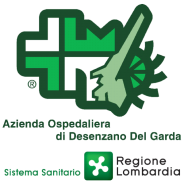 ®
Azienda Ospedaliera
di Desenzano Del Garda
Sistema Sanitario
Regione
Lombardia